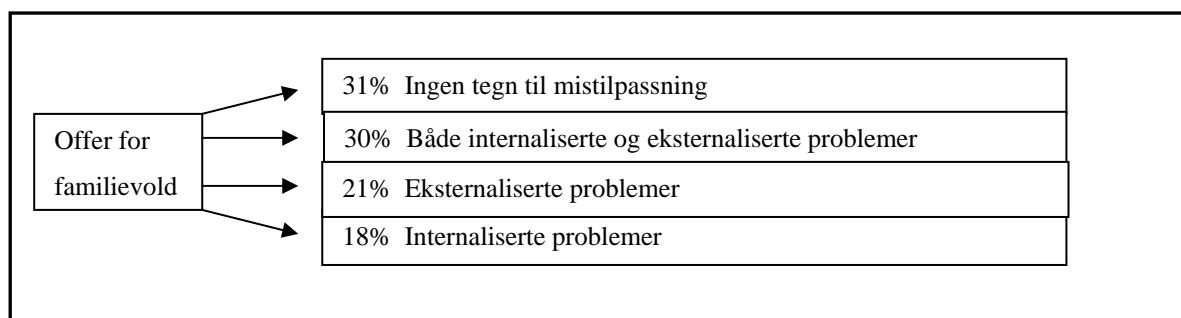 Offer for
familievold
31% Ingen tegn til mistilpassning
30% Både internaliserte og eksternaliserte problemer
21% Eksternaliserte problemer
18% Internaliserte problemer